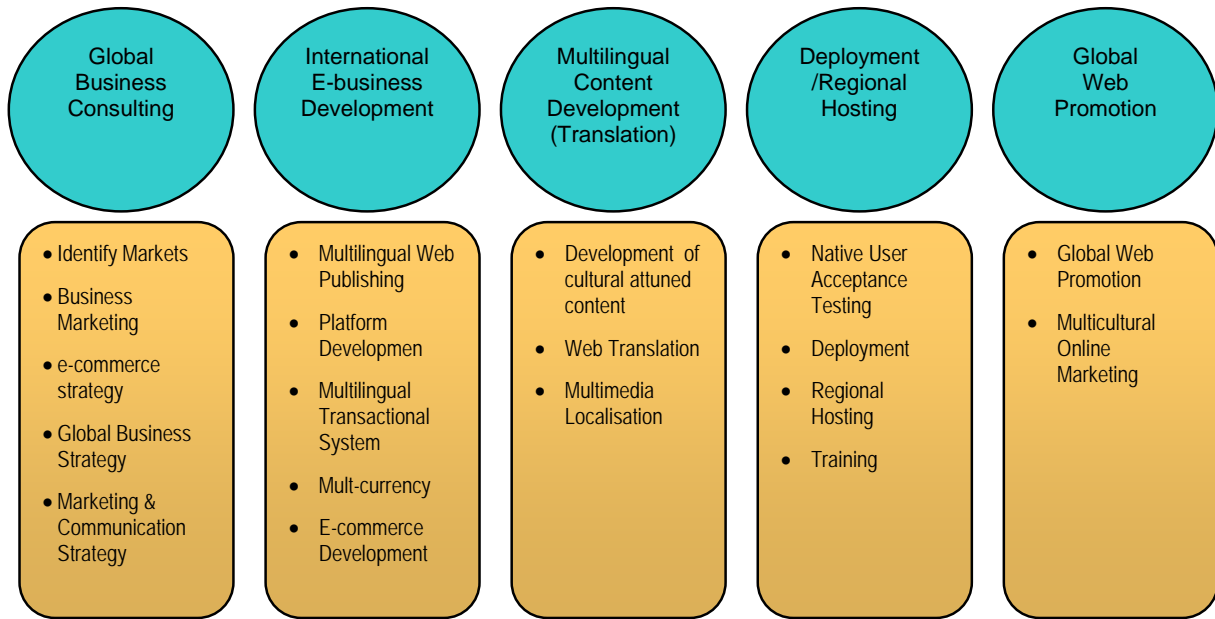 Global
Business
Consulting
International
E-business
Development
Multilingual
Content
Development
(Translation)
Deployment
/Regional
Hosting
Global
Web
Promotion
• Identify Markets
• Business
Marketing
• e-commerce
strategy
• Global Business
Strategy
• Marketing &
Communication
Strategy
• Multilingual Web
Publishing
• Platform
Developmen
• Multilingual
Transactional
System
• Mult-currency
• E-commerce
Development
• Development of
cultural attuned
content
• Web Translation
• Multimedia
Localisation
• Native User
Acceptance
Testing
• Deployment
• Regional
Hosting
• Training
• Global Web
Promotion
• Multicultural
Online
Marketing